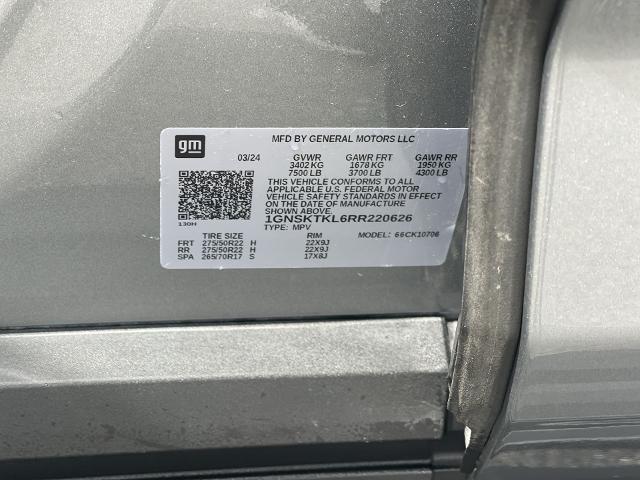 gm
MFD BY GENERAL MOTORS LLC
03/24 GVWR GAWR FRT GAWR RR
3402 KG 1678 KG 1950 KG
7500 LB 3700 LB 4300 LB
THIS VEHICLE CONFORMS TO ALL
APPLICABLE U.S. FEDERAL MOTOR
VEHICLE SAFETY STANDARDS IN EFFECT
ON THE DATE OF MANUFACTURE
SHOWN ABOVE.
1GNSKTKL6RR220626
130H
TYPE: MPV MODEL: 66CK10706
TIRE SIZE RIM
FRT 275/50R22 H 22X9J
RR 275/50R22 H 22X9J
SPA 265/70R17 S 17X8J